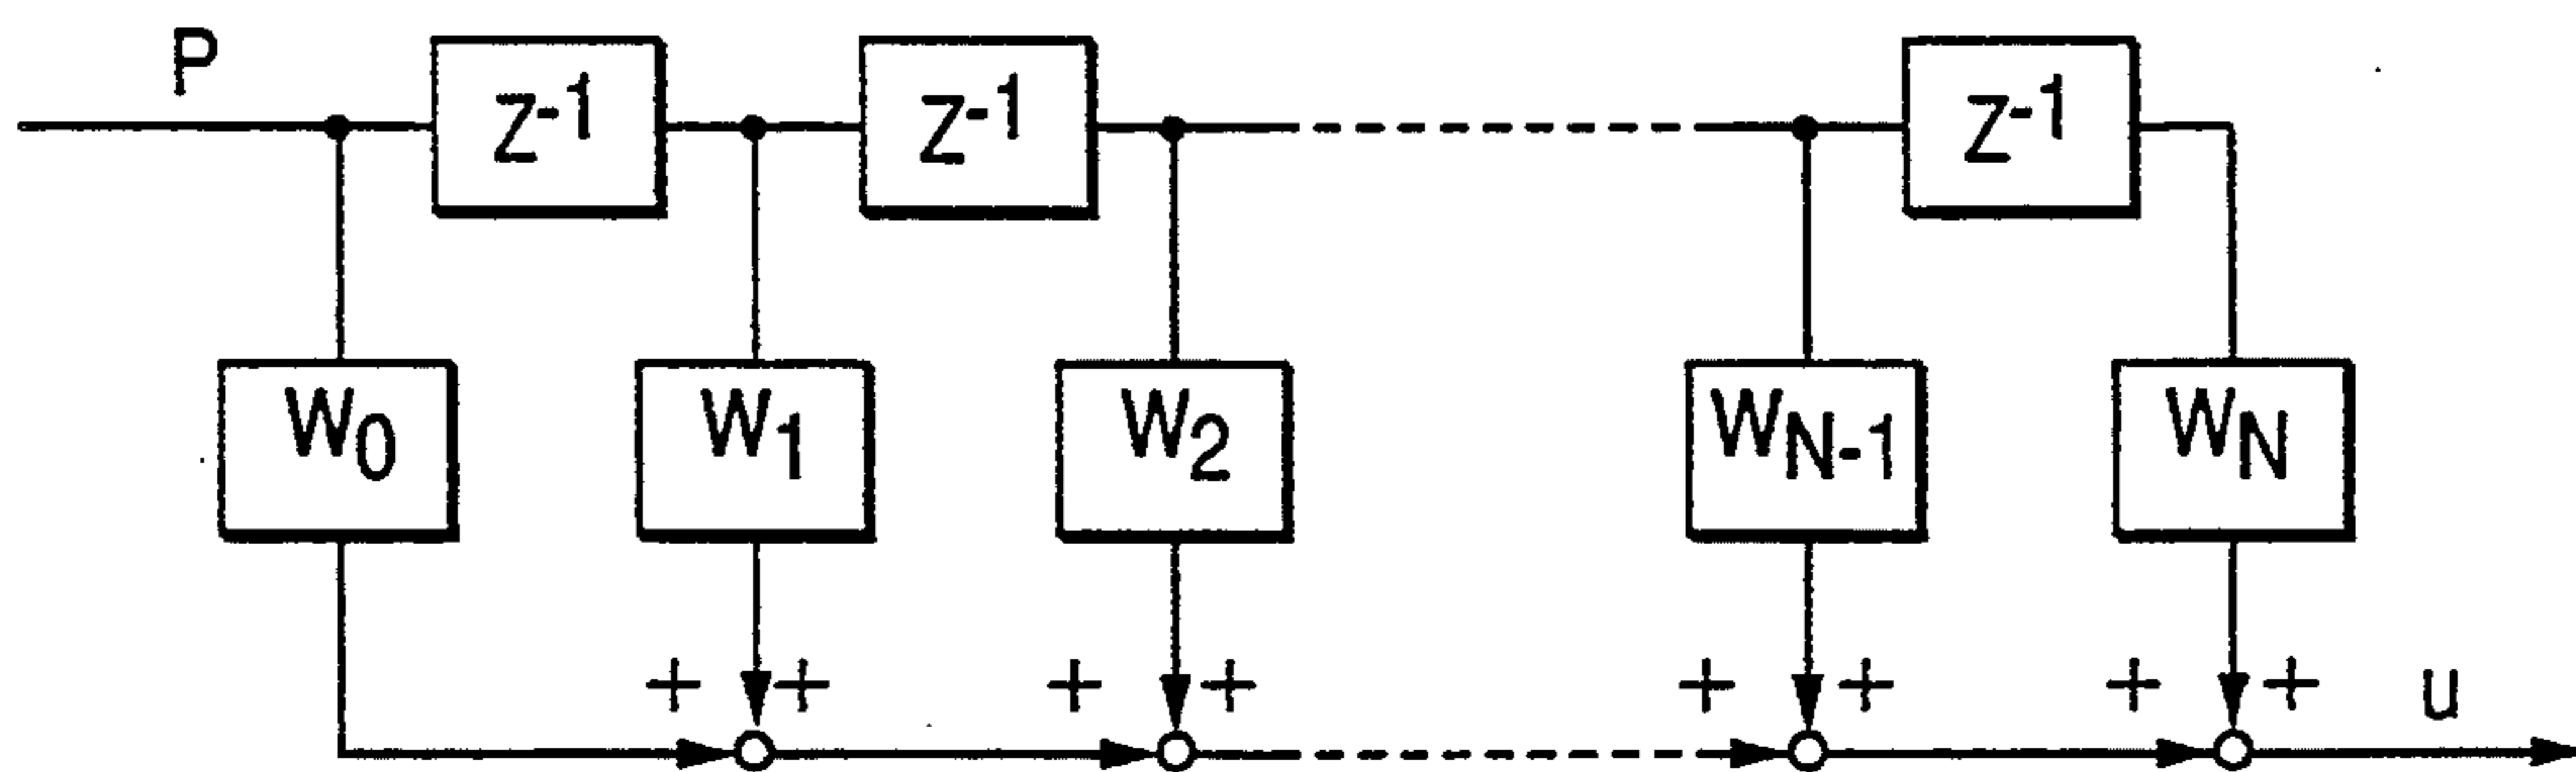 P
Z-1 Z-1 Z-1
W0 W1 W2 WN-1 WN
+ + + + + + + + u